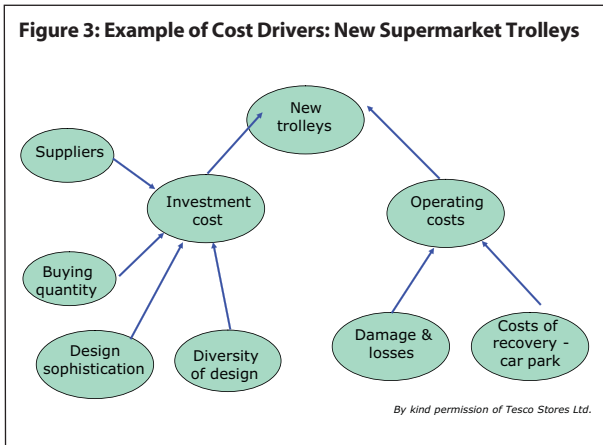 Figure 3: Example of Cost Drivers: New Supermarket Trolleys
New
trolleys
Suppliers
Investment
cost
Operating
costs
Buying
quantity
Design
sophistication
Diversity
of design
Damage &
losses
Costs of
recovery -
car park
By kind permission of Tesco Stores Ltd.